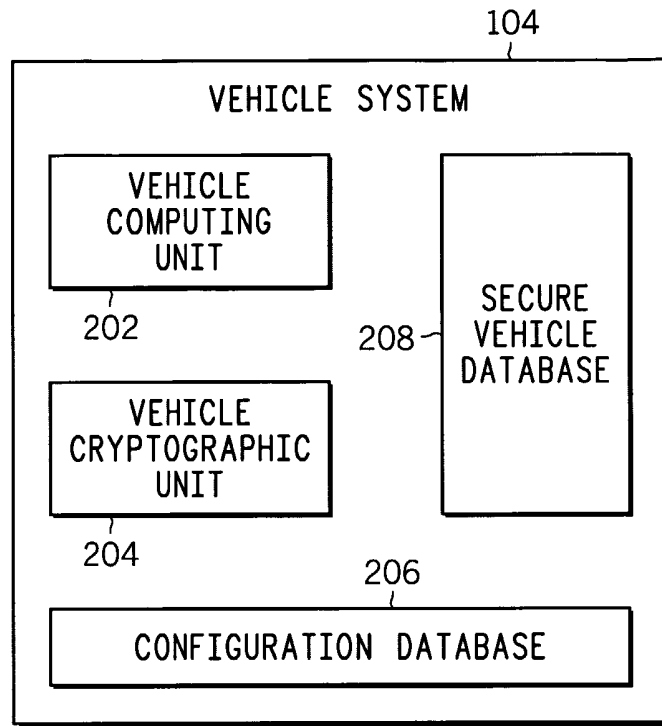 104
VEHICLE SYSTEM
VEHICLE
COMPUTING
UNIT
202
SECURE
VEHICLE
DATABASE
208
VEHICLE
CRYPTOGRAPHIC
UNIT
204
206
CONFIGURATION DATABASE